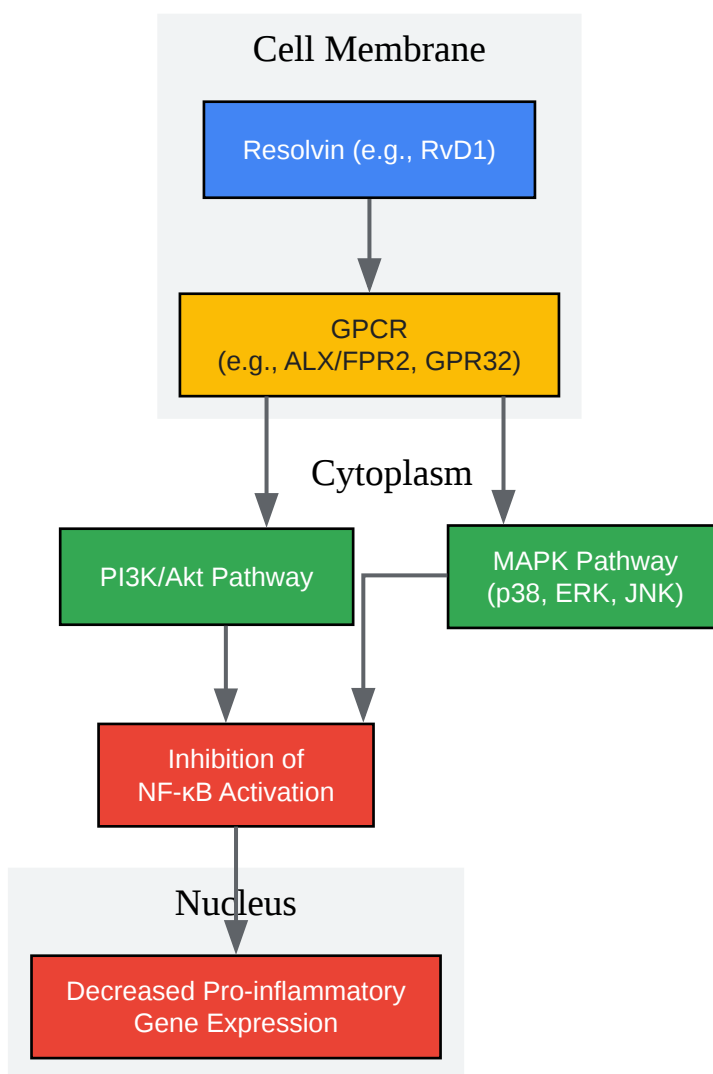 Cell Membrane
Resolvin (e.g., RvD1)
GPCR
(e.g., ALX/FPR2, GPR32)
Cytoplasm
PI3K/Akt Pathway
MAPK Pathway
(p38, ERK, JNK)
Inhibition of
NF-κB Activation
Nucleus
Decreased Pro-inflammatory
Gene Expression